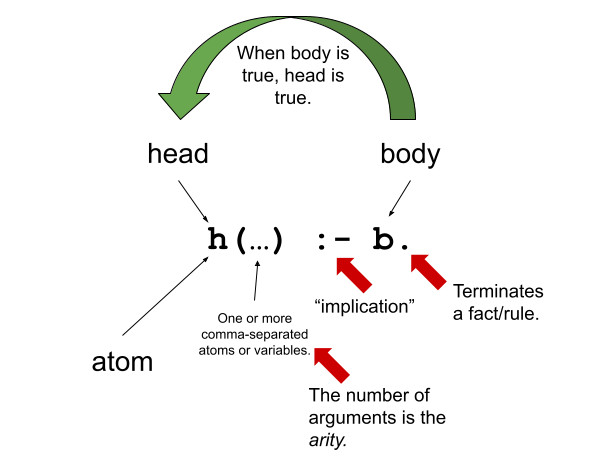 When body is
true, head is
true.
head
body
h(…) :- b.
One or more
comma-separated
atoms or variables.
“implication”
Terminates
a fact/rule.
atom
The number of
arguments is the
arity.